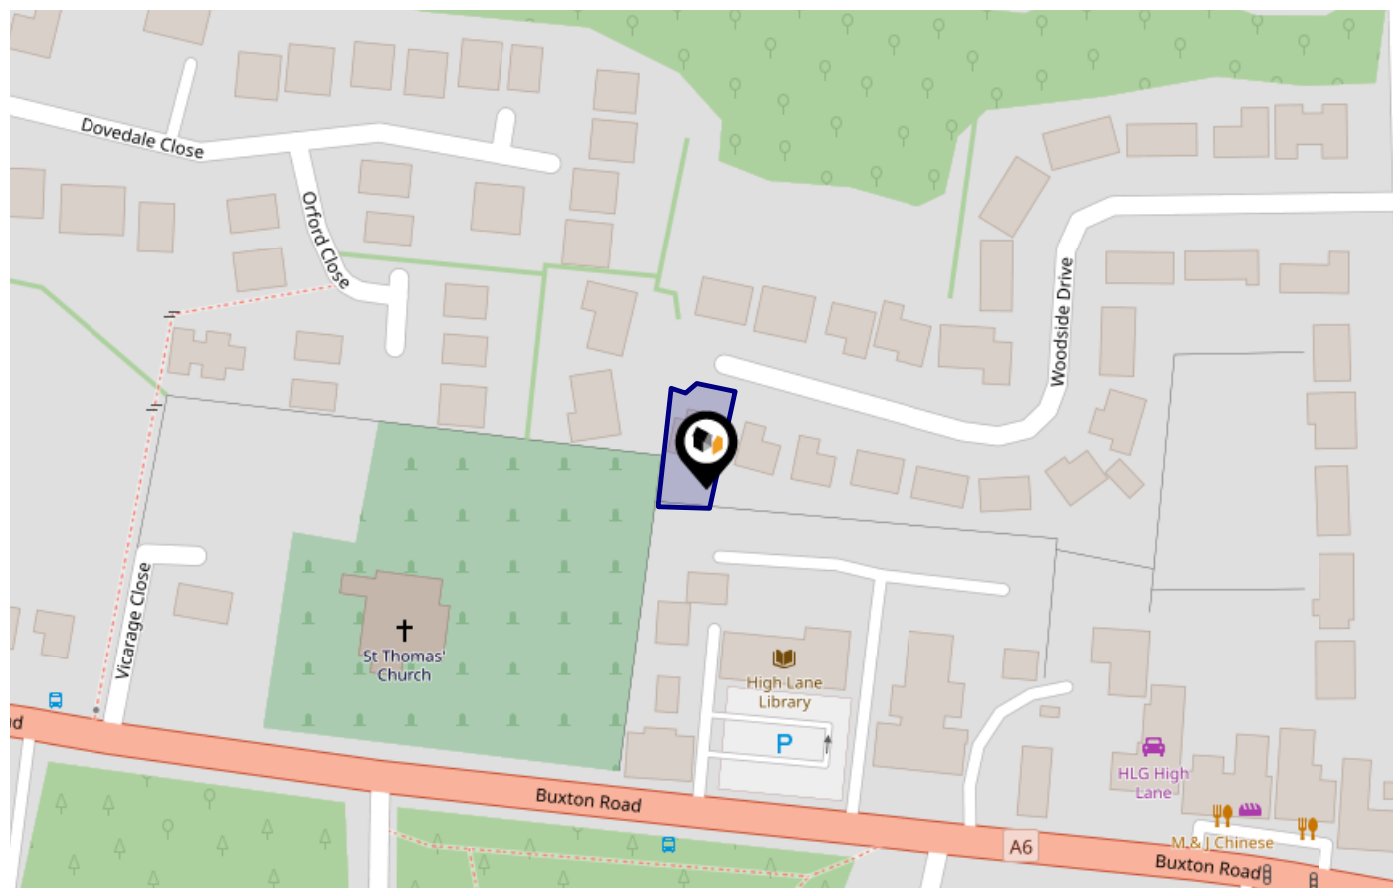 Dovedale Close
Orford Close
Woodside Drive
Vicarage Close
St Thomas'
Church
High Lane
Library
P
HLG High
Lane
Buxton Road
A6
M & J Chinese
Buxton Road